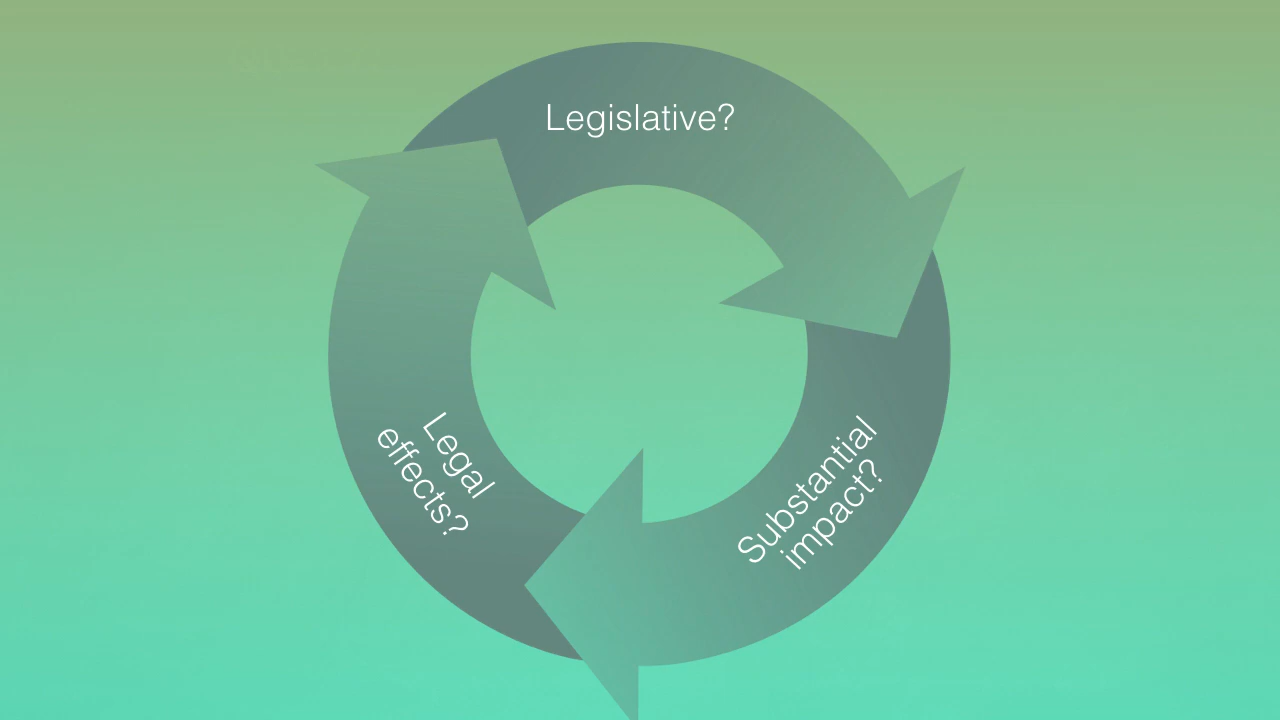 Legislative?
Substantial
impact?
Legal
effects?